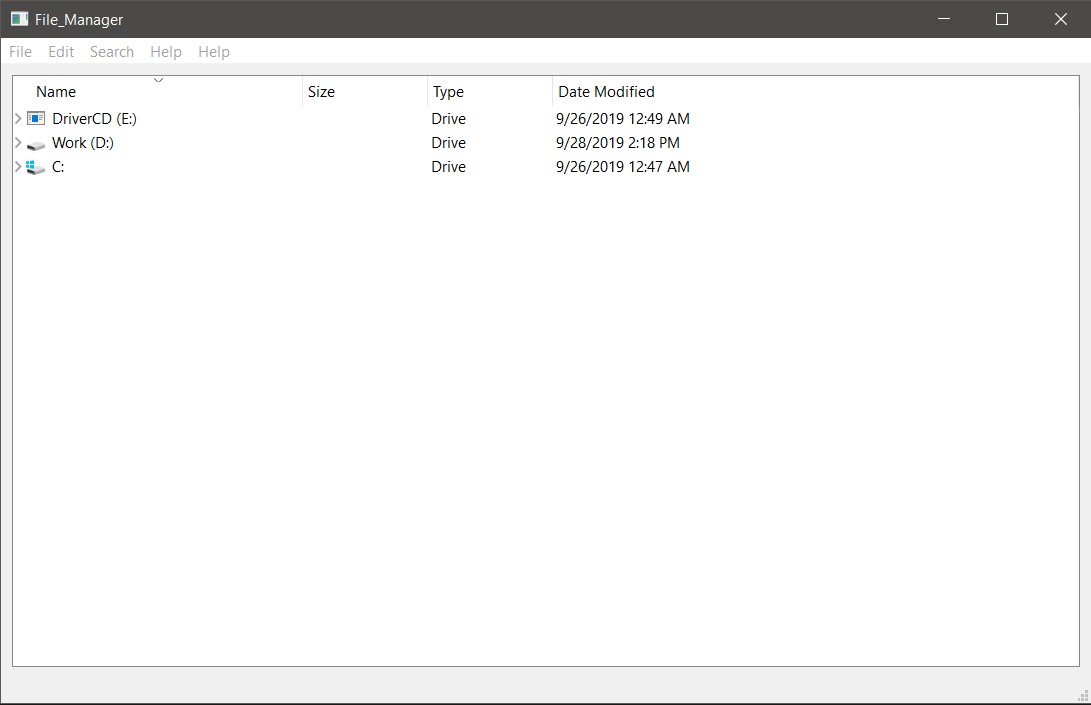 File_Manager
File Edit Search Help Help
Name Size Type Date Modified
DriverCD (E:) Drive 9/26/2019 12:49 AM
Work (D:) Drive 9/28/2019 2:18 PM
C: Drive 9/26/2019 12:47 AM